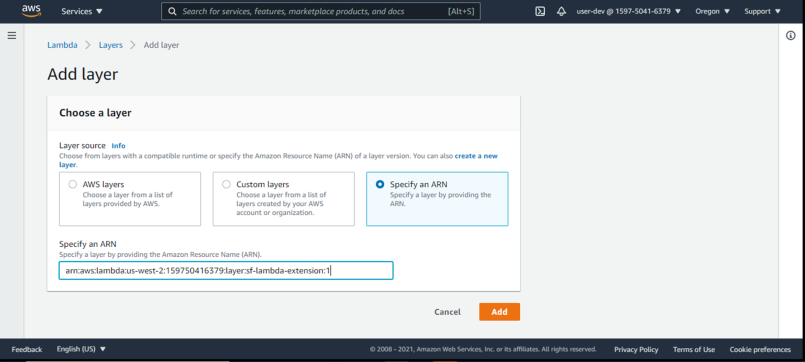 aws Services ▼ Search for services, features, marketplace products, and docs [Alt+S] user-dev @ 1597-5041-6379 ▼ Oregon ▼ Support ▼
Lambda > Layers > Add layer
Add layer
Choose a layer
Layer source Info
Choose from layers with a compatible runtime or specify the Amazon Resource Name (ARN) of a layer version. You can also create a new
layer.
AWS layers
Choose a layer from a list of
layers provided by AWS.
Custom layers
Choose a layer from a list of
layers created by your AWS
account or organization.
Specify an ARN
Specify a layer by providing the
ARN.
Specify an ARN
Specify a layer by providing the Amazon Resource Name (ARN).
arn:aws:lambda:us-west-2:159750416379:layer:sf-lambda-extension:1
Cancel Add
Feedback English (US) ▼ © 2008 – 2021, Amazon Web Services, Inc. or its affiliates. All rights reserved. Privacy Policy Terms of Use Cookie preferences